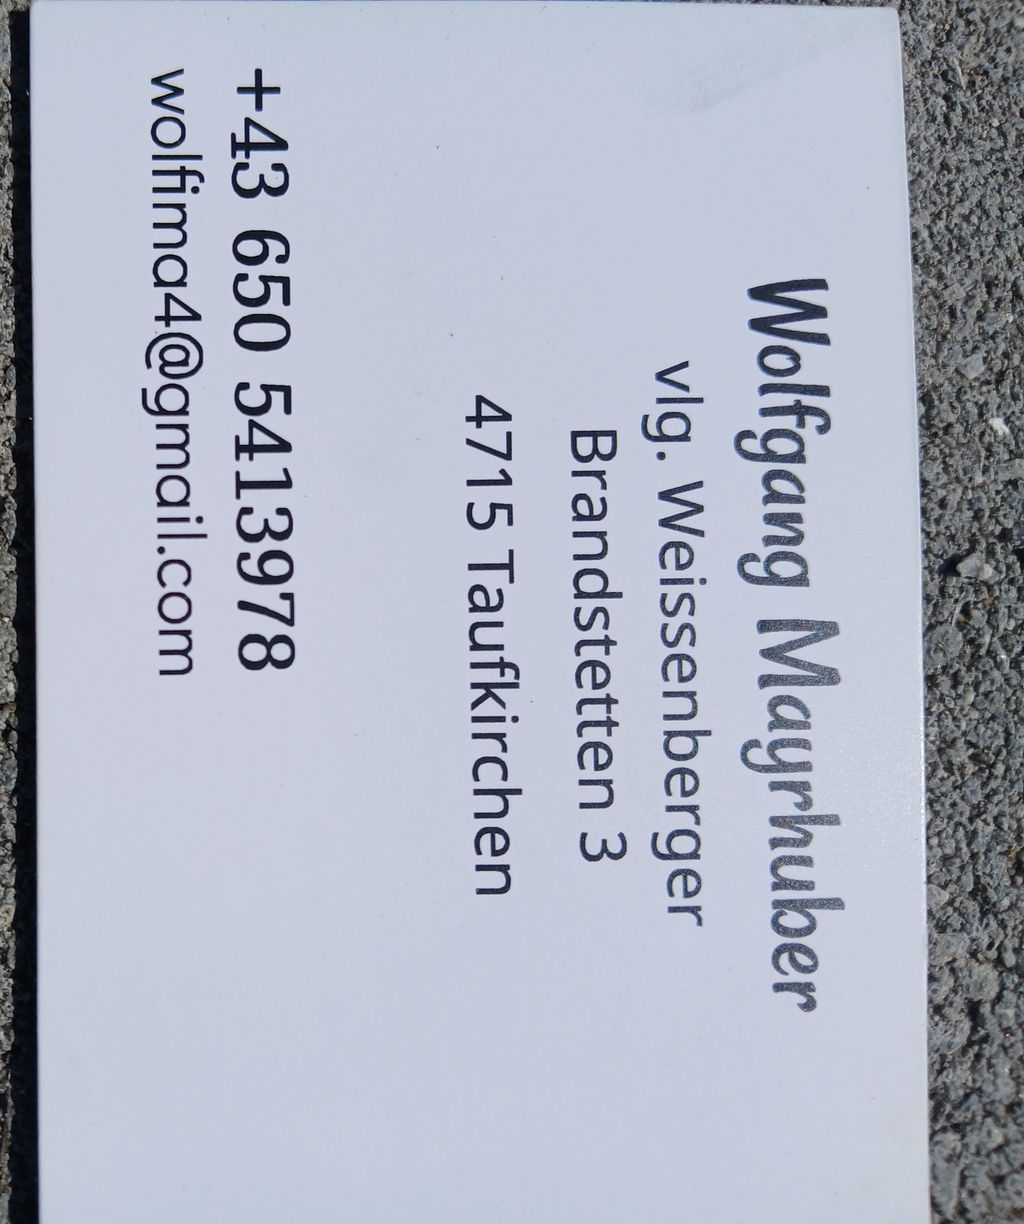 Wolfgang Mayrhuber
vlg. Weissenberger
Brandstetten 3
4715 Taufkirchen
+43 650 5413978
wolfima4@gmail.com